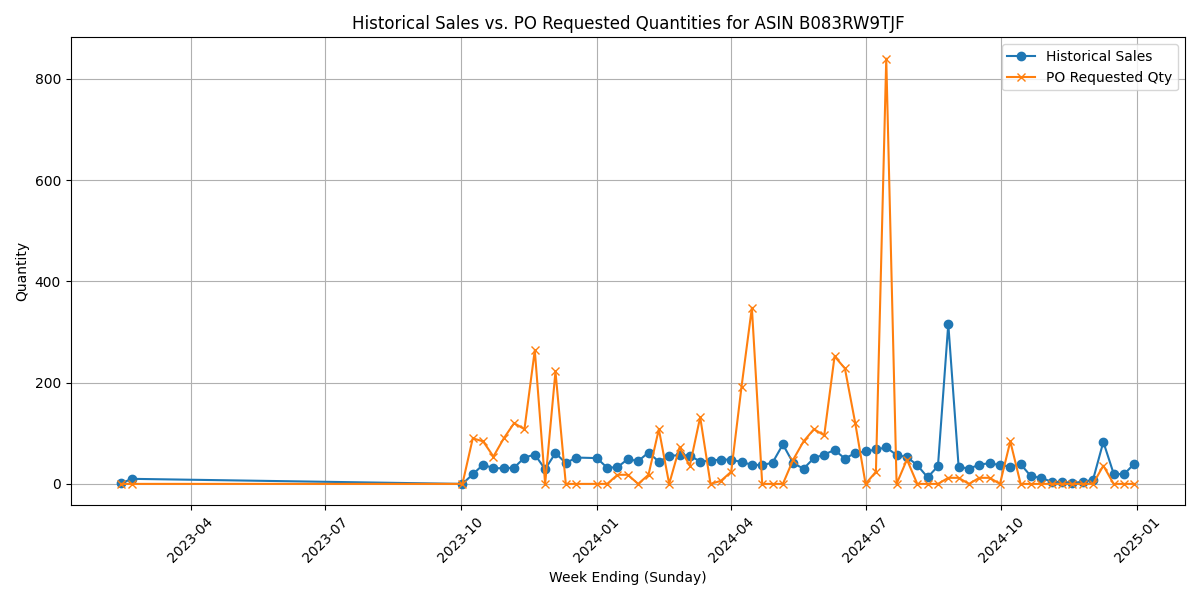 Historical Sales vs. PO Requested Quantities for ASIN B083RW9TJF
Historical Sales
PO Requested Qty
Quantity
800
600
400
200
0
2023-04
2023-07
2023-10
2024-01
2024-04
2024-07
2024-10
2025-01
Week Ending (Sunday)